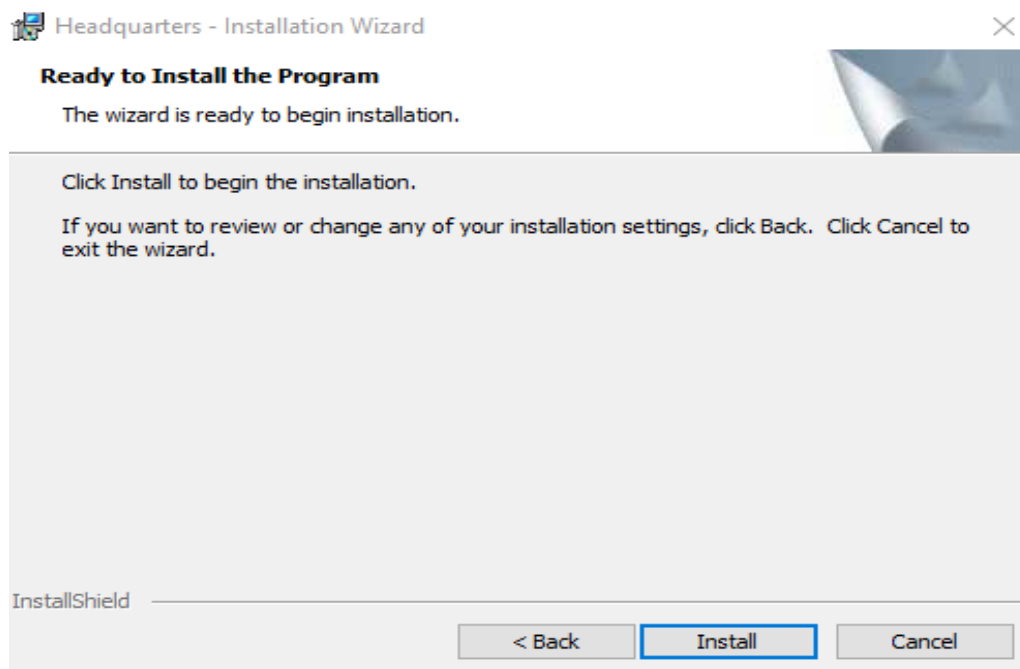 Headquarters - Installation Wizard
Ready to Install the Program
The wizard is ready to begin installation.
Click Install to begin the installation.
If you want to review or change any of your installation settings, click Back.  Click Cancel to
exit the wizard.
InstallShield
< Back
Install
Cancel